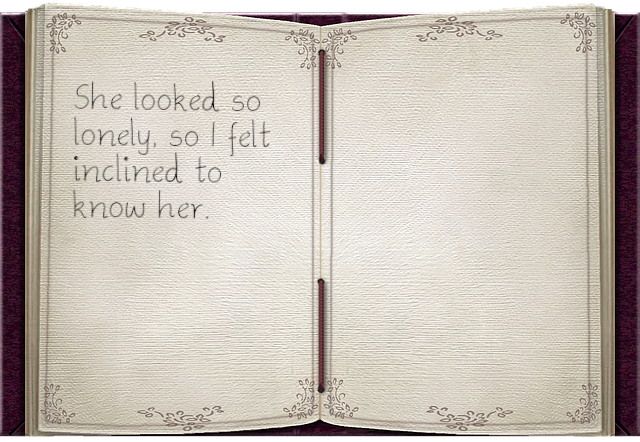 She looked so
lonely, so I felt
inclined to
know her.